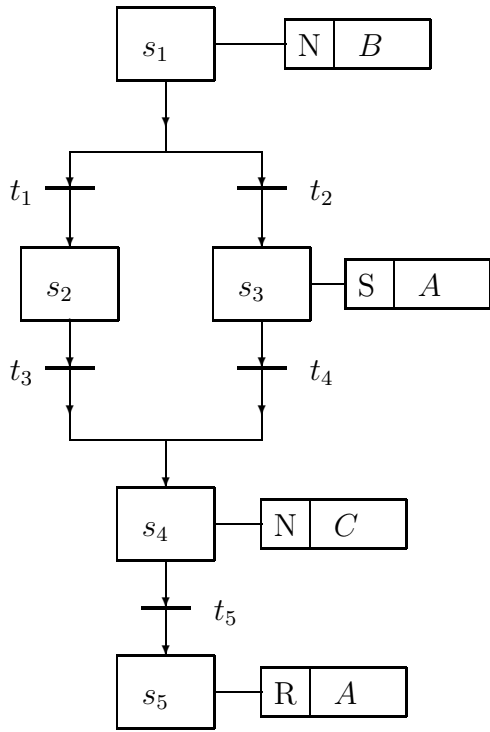 s₁ N B
t₁ t₂
s₂ s₃ S A
t₃ t₄
s₄ N C
t₅
s₅ R A